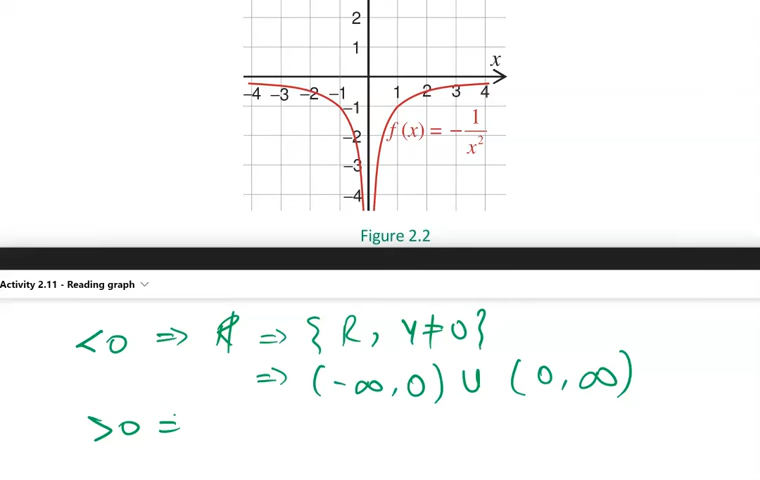 2
1
x
-4 -3 -2 -1 1 2 3 4
-1
-2
f(x) = -1/x²
-3
-4
Figure 2.2
Activity 2.11 - Reading graph
<0 ⇒ ⇒ {R, Y≠0}
⇒ (-∞, 0) ∪ (0, ∞)
>0 =